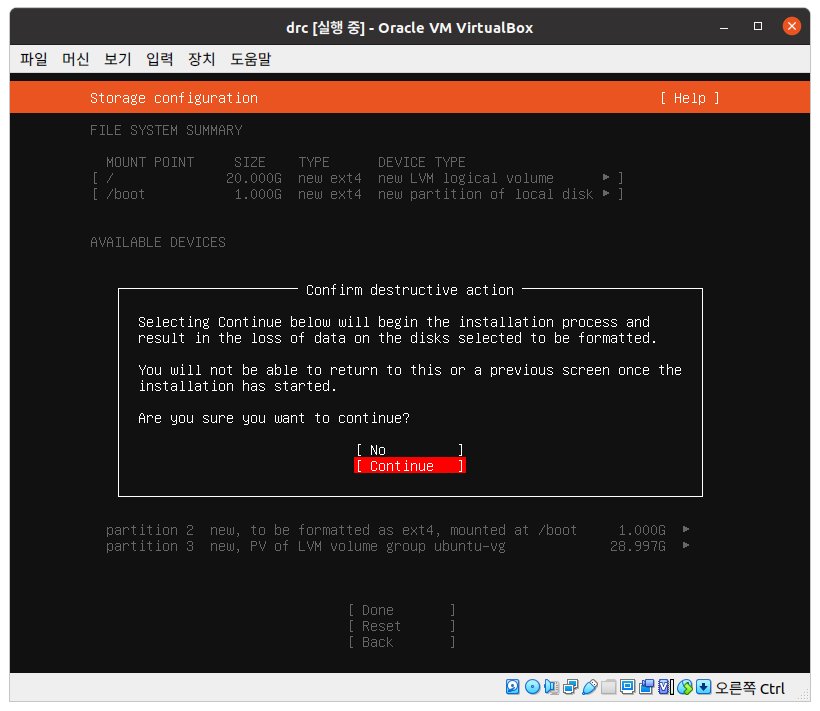 drc [실행 중] - Oracle VM VirtualBox
파일 머신 보기 입력 장치 도움말
Storage configuration [ Help ]
FILE SYSTEM SUMMARY
MOUNT POINT SIZE TYPE DEVICE TYPE
[ / 20.000G new ext4 new LVM logical volume ▸ ]
[ /boot 1.000G new ext4 new partition of local disk ▸ ]
AVAILABLE DEVICES
Confirm destructive action
Selecting Continue below will begin the installation process and
result in the loss of data on the disks selected to be formatted.
You will not be able to return to this or a previous screen once the
installation has started.
Are you sure you want to continue?
[ No ]
[ Continue ]
partition 2 new, to be formatted as ext4, mounted at /boot 1.000G ▸
partition 3 new, PV of LVM volume group ubuntu-vg 28.997G ▸
[ Done ]
[ Reset ]
[ Back ]
오른쪽 Ctrl